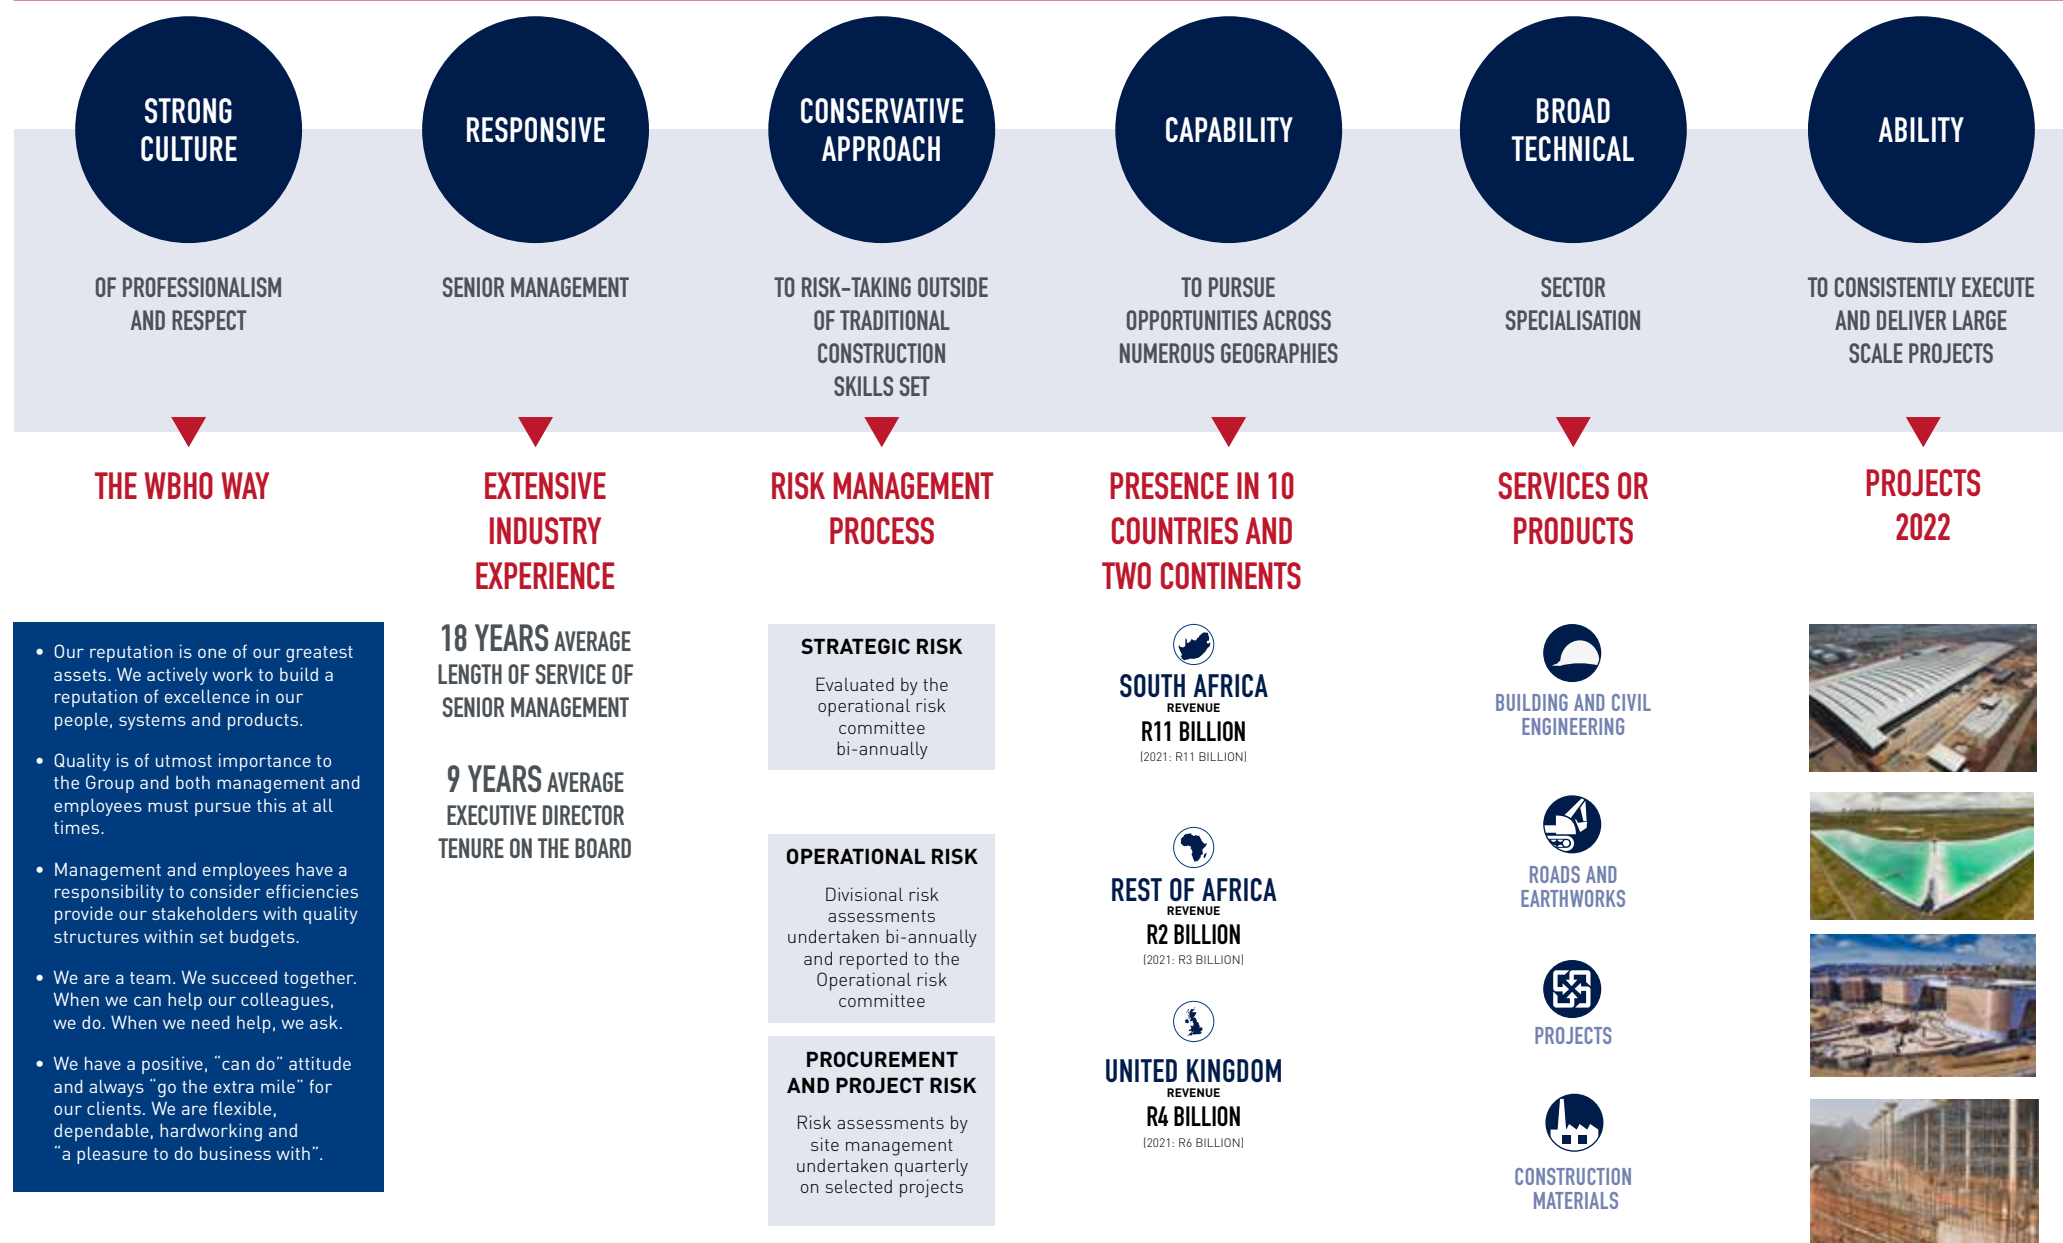 STRONG
CULTURE
OF PROFESSIONALISM
AND RESPECT
THE WBHO WAY
• Our reputation is one of our greatest
assets. We actively work to build a
reputation of excellence in our
people, systems and products.
• Quality is of utmost importance to
the Group and both management and
employees must pursue this at all
times.
• Management and employees have a
responsibility to consider efficiencies
provide our stakeholders with quality
structures within set budgets.
• We are a team. We succeed together.
When we can help our colleagues,
we do. When we need help, we ask.
• We have a positive, “can do” attitude
and always “go the extra mile” for
our clients. We are flexible,
dependable, hardworking and
“a pleasure to do business with”.
RESPONSIVE
SENIOR MANAGEMENT
EXTENSIVE
INDUSTRY
EXPERIENCE
18 YEARS AVERAGE
LENGTH OF SERVICE OF
SENIOR MANAGEMENT
9 YEARS AVERAGE
EXECUTIVE DIRECTOR
TENURE ON THE BOARD
CONSERVATIVE
APPROACH
TO RISK-TAKING OUTSIDE
OF TRADITIONAL
CONSTRUCTION
SKILLS SET
RISK MANAGEMENT
PROCESS
STRATEGIC RISK
Evaluated by the
operational risk
committee
bi-annually
OPERATIONAL RISK
Divisional risk
assessments
undertaken bi-annually
and reported to the
Operational risk
committee
PROCUREMENT
AND PROJECT RISK
Risk assessments by
site management
undertaken quarterly
on selected projects
CAPABILITY
TO PURSUE
OPPORTUNITIES ACROSS
NUMEROUS GEOGRAPHIES
PRESENCE IN 10
COUNTRIES AND
TWO CONTINENTS
SOUTH AFRICA
REVENUE
R11 BILLION
(2021: R11 BILLION)
REST OF AFRICA
REVENUE
R2 BILLION
(2021: R3 BILLION)
UNITED KINGDOM
REVENUE
R4 BILLION
(2021: R6 BILLION)
BROAD
TECHNICAL
SECTOR
SPECIALISATION
SERVICES OR
PRODUCTS
BUILDING AND CIVIL
ENGINEERING
ROADS AND
EARTHWORKS
PROJECTS
CONSTRUCTION
MATERIALS
ABILITY
TO CONSISTENTLY EXECUTE
AND DELIVER LARGE
SCALE PROJECTS
PROJECTS
2022